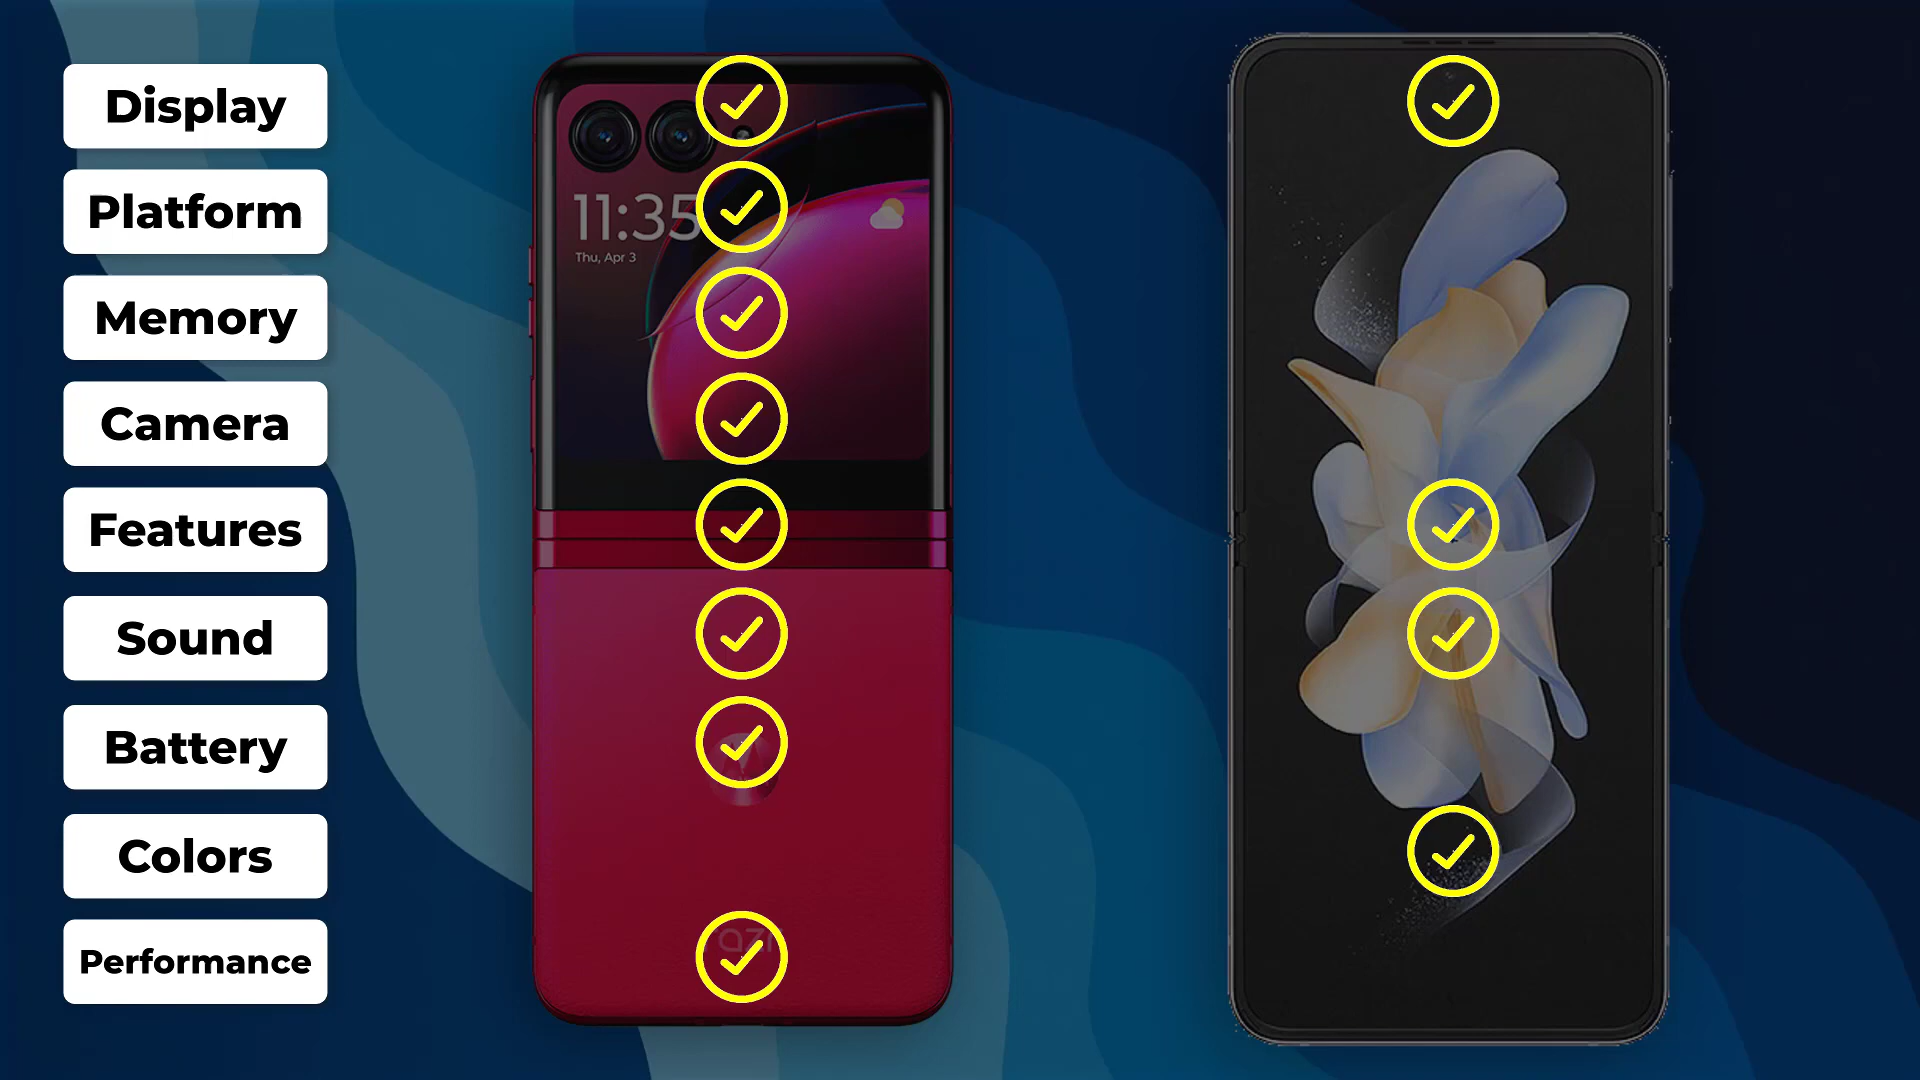 Display
Platform
11:35
Thu, Apr 3
Memory
Camera
Features
Sound
Battery
Colors
Performance